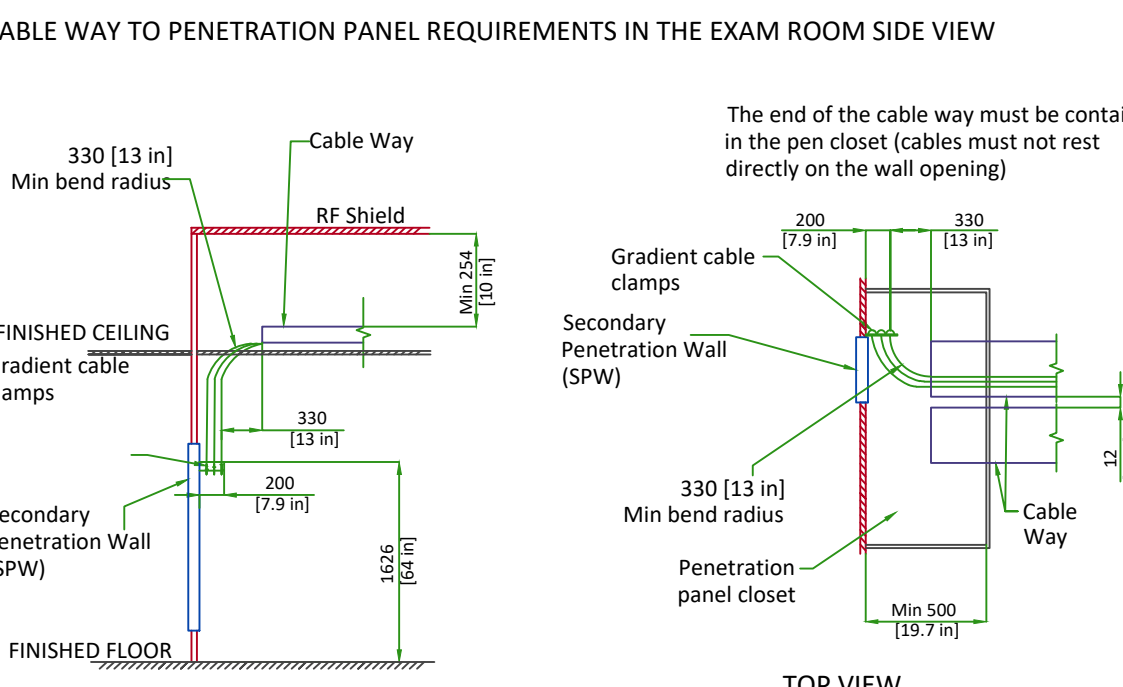 ABLE WAY TO PENETRATION PANEL REQUIREMENTS IN THE EXAM ROOM SIDE VIEW
330 [13 in]
Min bend radius
Cable Way
RF Shield
Min 254
[10 in]
FINISHED CEILING
radient cable
amps
330
[13 in]
200
[7.9 in]
econdary
enetration Wall
SPW)
1626
[64 in]
FINISHED FLOOR
The end of the cable way must be contai
in the pen closet (cables must not rest
directly on the wall opening)
200
[7.9 in]
330
[13 in]
Gradient cable
clamps
Secondary
Penetration Wall
(SPW)
330 [13 in]
Min bend radius
12
Cable
Way
Penetration
panel closet
Min 500
[19.7 in]
TOP VIEW